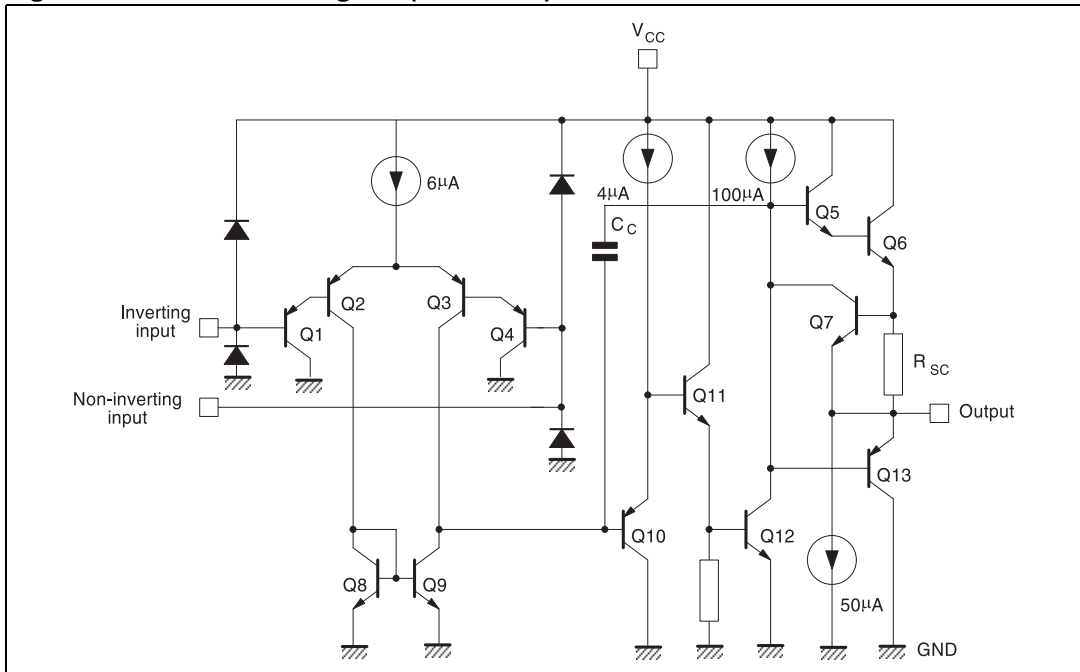 V_CC
6µA
4µA
100µA
C_C
Q5
Q6
Q2
Q3
Q1
Q4
Q7
Inverting
input
R_SC
Non-inverting
input
Q11
Output
Q13
Q10
Q12
Q8
Q9
50µA
GND